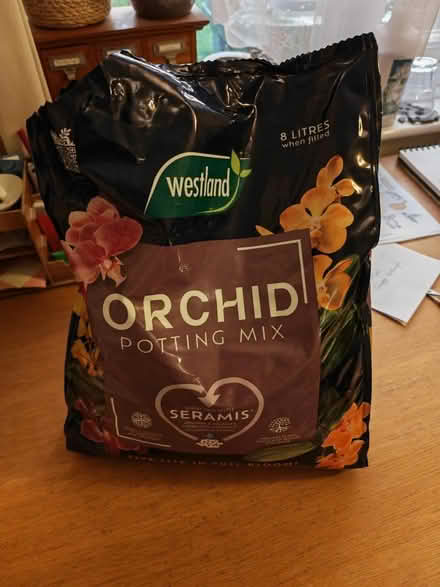 8 LITRES
when filled
westland
ORCHID
POTTING MIX
SERAMIS